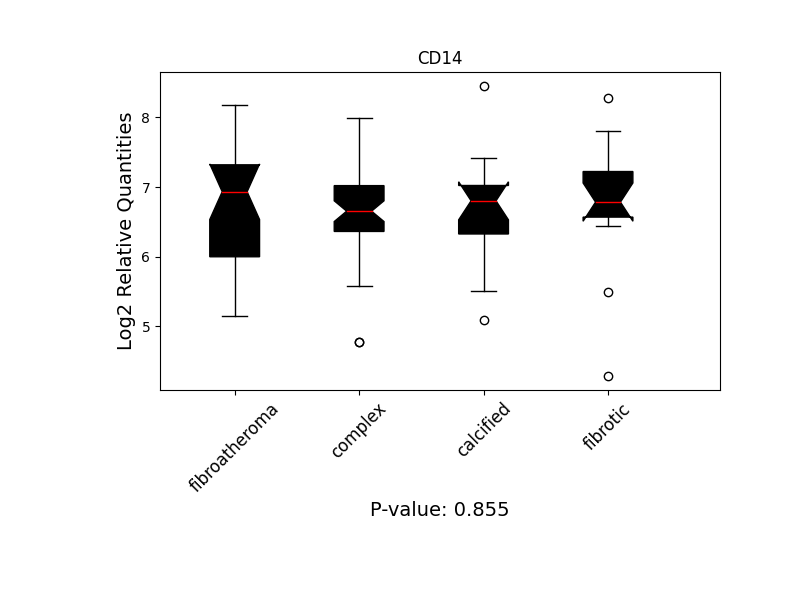 CD14
Log2 Relative Quantities
8
7
6
5
fibroatheroma
complex
calcified
fibrotic
P-value: 0.855